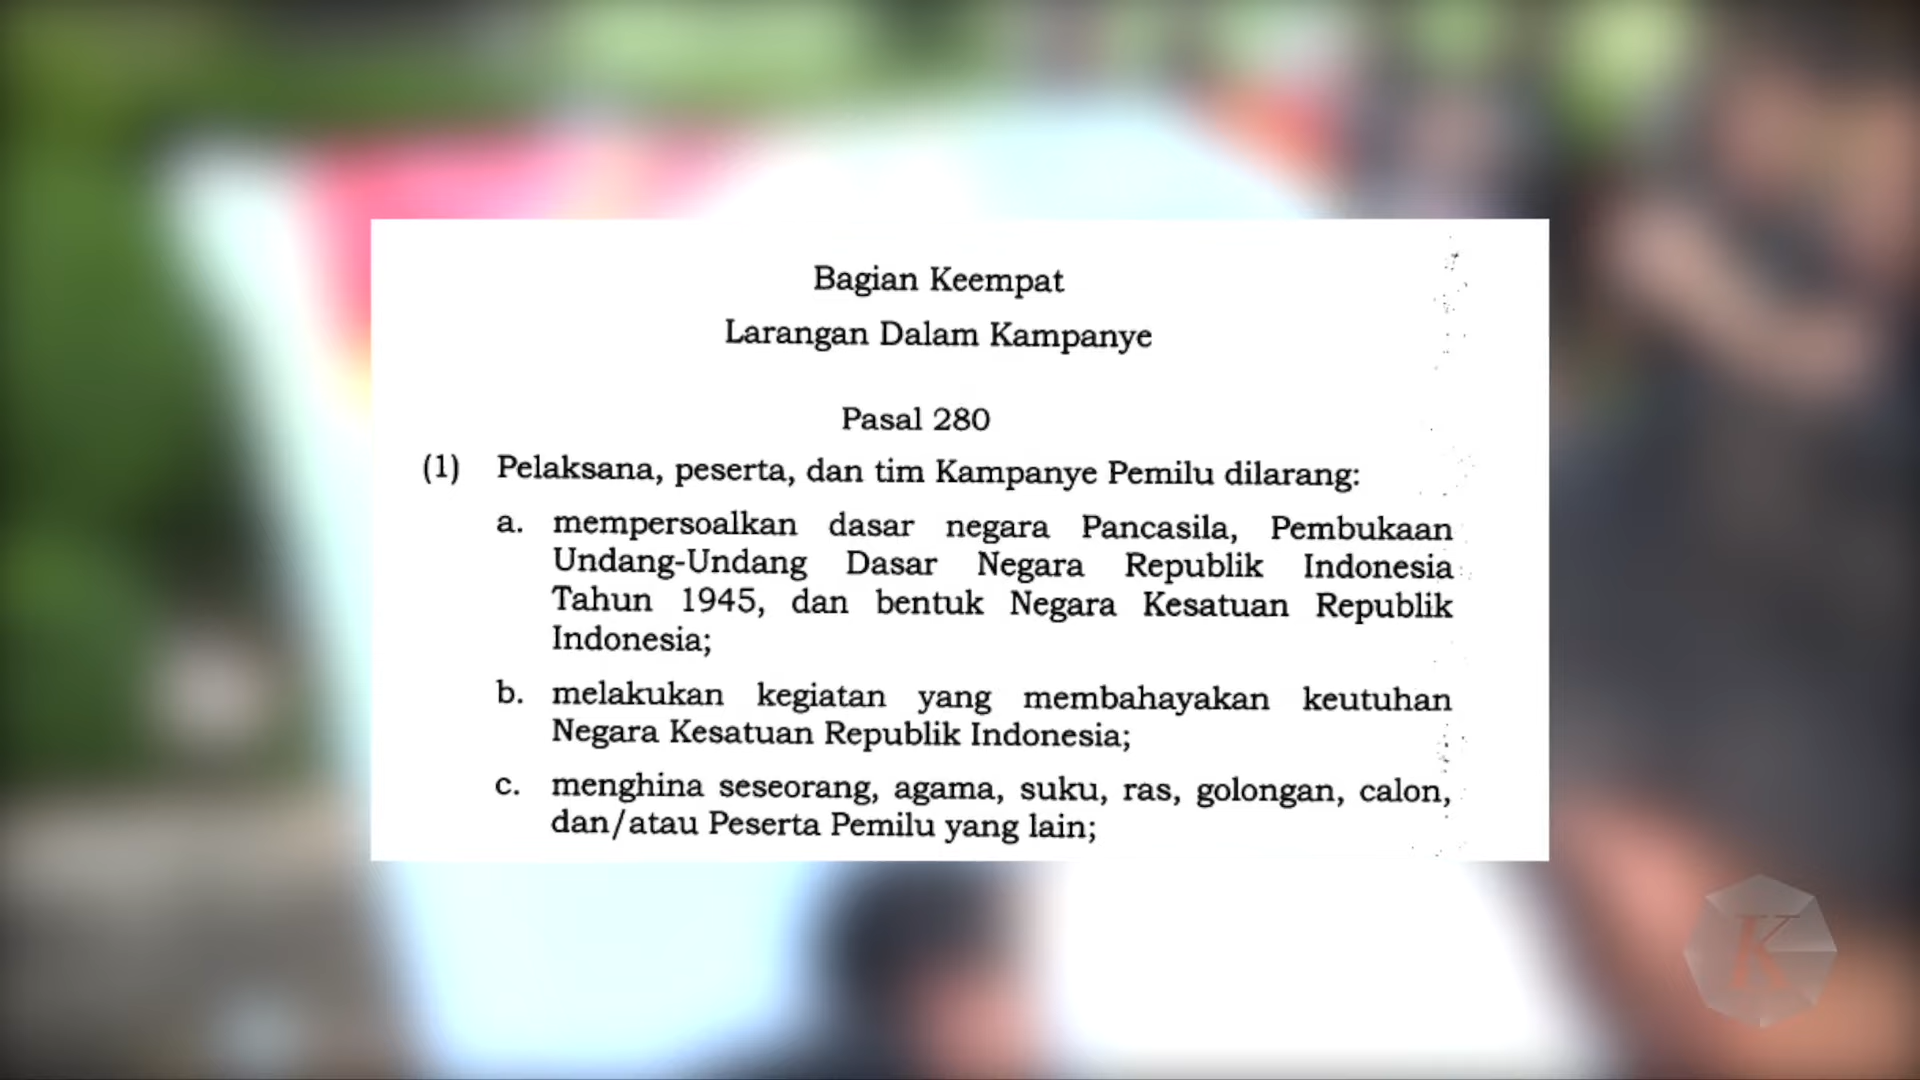 Bagian Keempat
Larangan Dalam Kampanye
Pasal 280
(1) Pelaksana, peserta, dan tim Kampanye Pemilu dilarang:
a. mempersoalkan dasar negara Pancasila, Pembukaan
Undang-Undang Dasar Negara Republik Indonesia
Tahun 1945, dan bentuk Negara Kesatuan Republik
Indonesia;
b. melakukan kegiatan yang membahayakan keutuhan
Negara Kesatuan Republik Indonesia;
c. menghina seseorang, agama, suku, ras, golongan, calon,
dan/atau Peserta Pemilu yang lain;
K